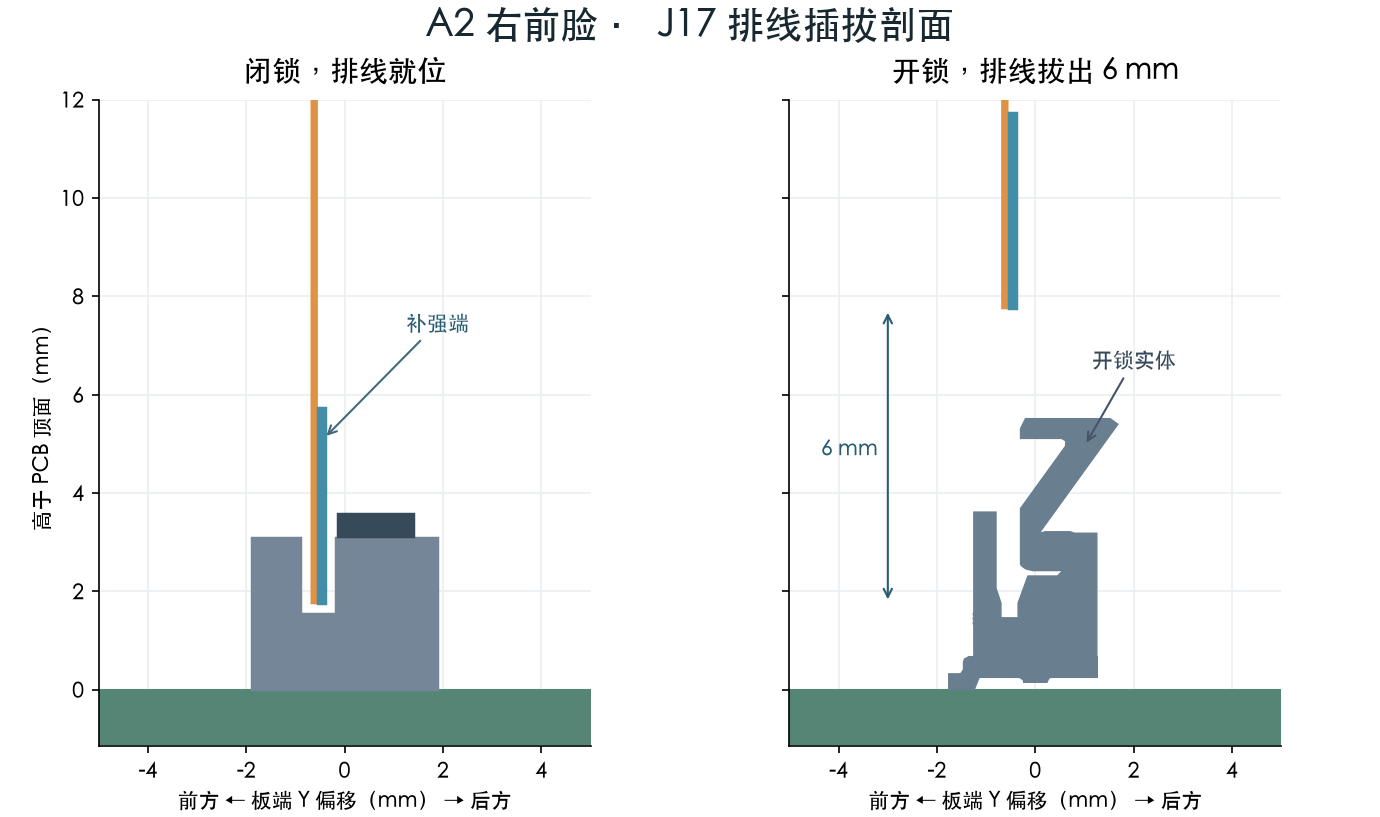 A2 右前脸 · J17 排线插拔剖面
闭锁，排线就位
开锁，排线拔出 6 mm
高于 PCB 顶面（mm）
12
10
8
6
4
2
0
补强端
-4 -2 0 2 4
前方 ← 板端 Y 偏移（mm） → 后方
6 mm
开锁实体
-4 -2 0 2 4
前方 ← 板端 Y 偏移（mm） → 后方